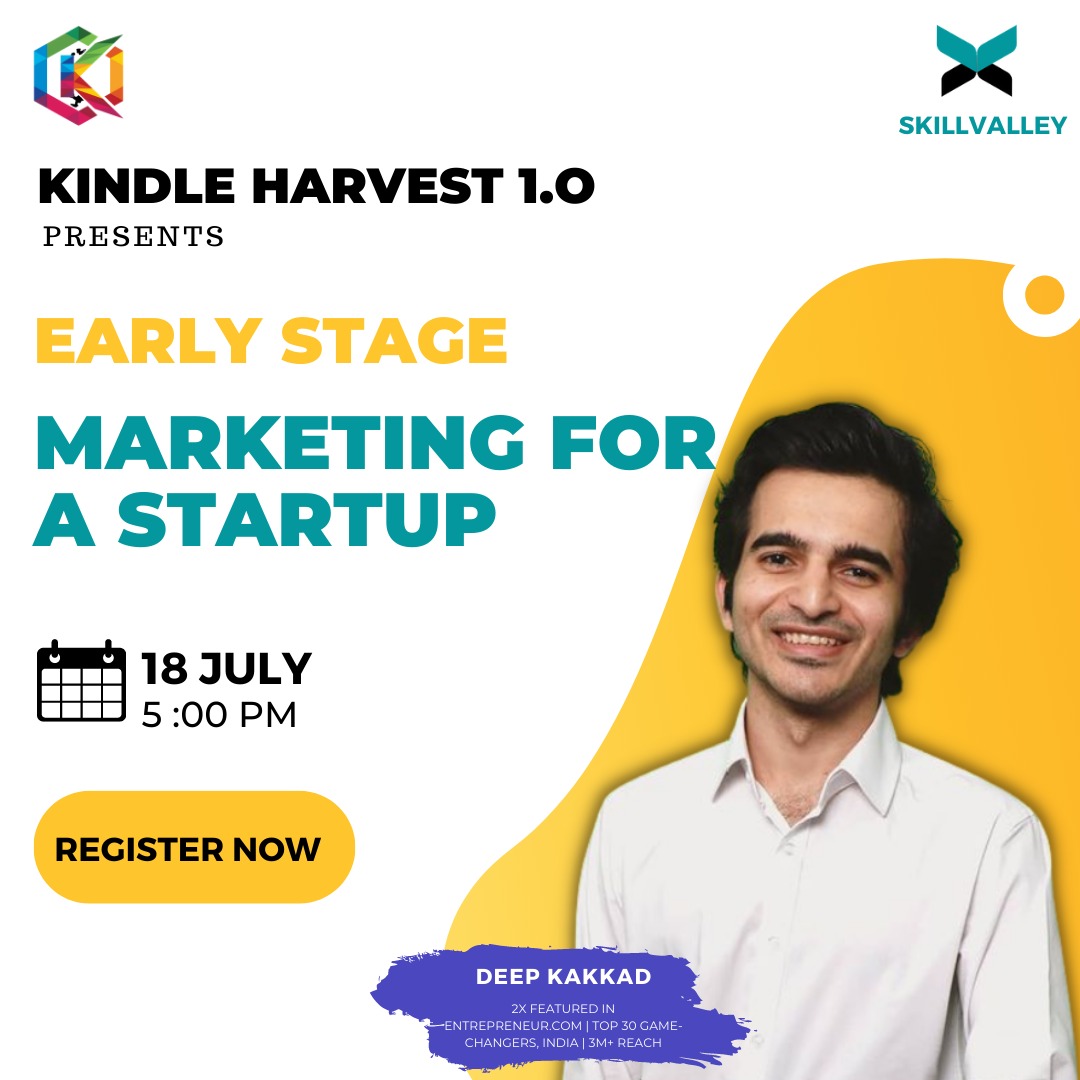 SKILLVALLEY
KINDLE HARVEST 1.O
PRESENTS
EARLY STAGE
MARKETING FOR
A STARTUP
18 JULY
5 :00 PM
REGISTER NOW
DEEP KAKKAD
2X FEATURED IN
ENTREPRENEUR.COM | TOP 30 GAME-
CHANGERS, INDIA | 3M+ REACH